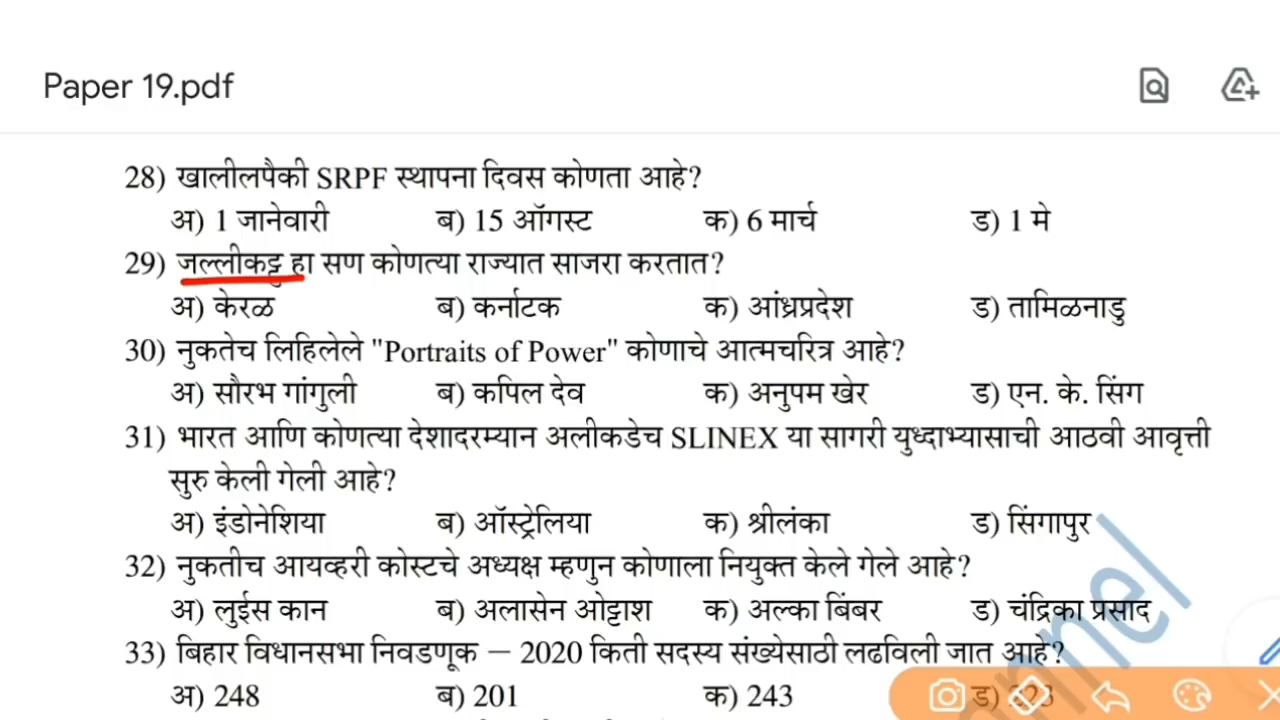 Paper 19.pdf
28) खालीलपैकी SRPF स्थापना दिवस कोणता आहे?
अ) 1 जानेवारी ब) 15 ऑगस्ट क) 6 मार्च ड) 1 मे
29) जल्लीकट्टु हा सण कोणत्या राज्यात साजरा करतात?
अ) केरळ ब) कर्नाटक क) आंध्रप्रदेश ड) तामिळनाडु
30) नुकतेच लिहिलेले "Portraits of Power" कोणाचे आत्मचरित्र आहे?
अ) सौरभ गांगुली ब) कपिल देव क) अनुपम खेर ड) एन. के. सिंग
31) भारत आणि कोणत्या देशादरम्यान अलीकडेच SLINEX या सागरी युध्दाभ्यासाची आठवी आवृत्ती
सुरु केली गेली आहे?
अ) इंडोनेशिया ब) ऑस्ट्रेलिया क) श्रीलंका ड) सिंगापुर
32) नुकतीच आयव्हरी कोस्टचे अध्यक्ष म्हणुन कोणाला नियुक्त केले गेले आहे?
अ) लुईस कान ब) अलासेन ओट्टाश क) अल्का बिंबर ड) चंद्रिका प्रसाद
33) बिहार विधानसभा निवडणूक – 2020 किती सदस्य संख्येसाठी लढविली जात आहे?
अ) 248 ब) 201 क) 243 ड) 223